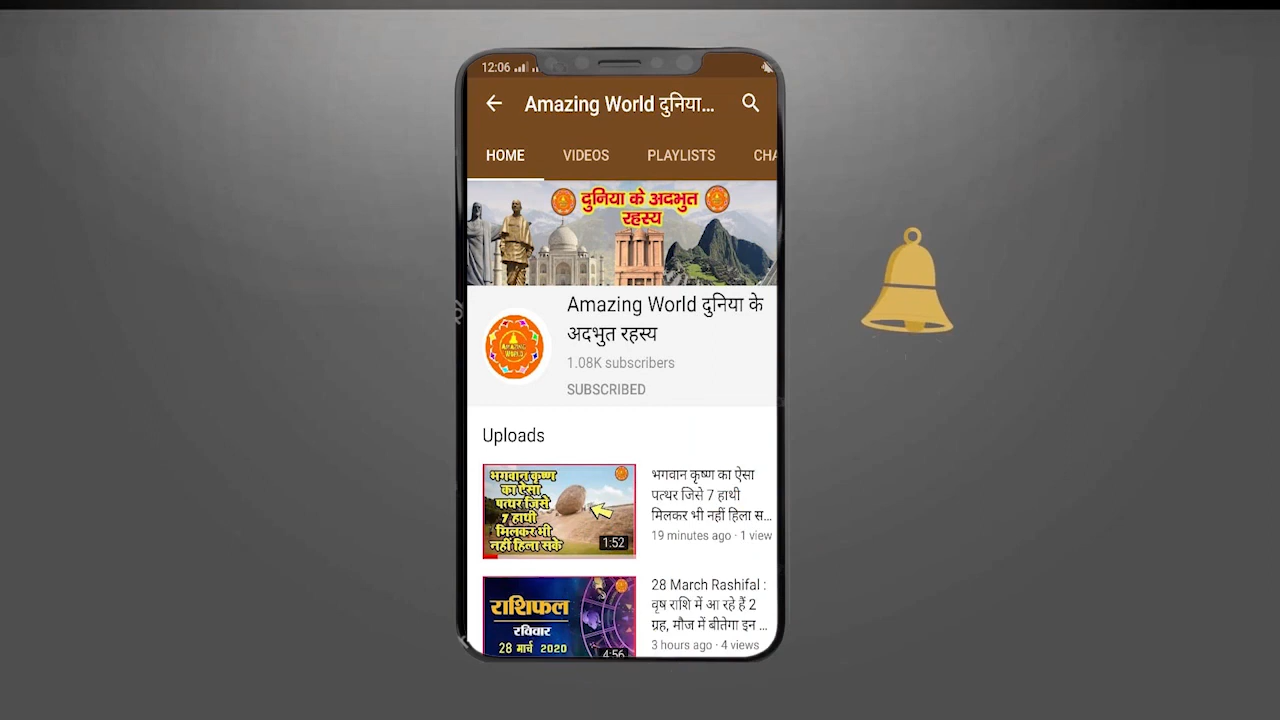 12:06
Amazing World दुनिया...
HOME VIDEOS PLAYLISTS CHA
दुनिया के अदभुत
रहस्य
Amazing World दुनिया के
अदभुत रहस्य
AMAZING
WORLD
1.08K subscribers
SUBSCRIBED
Uploads
भगवान कृष्ण
का ऐसा
पत्थर जिसे
7 हाथी
मिलकर भी
नहीं हिला सके
1:52
भगवान कृष्ण का ऐसा
पत्थर जिसे 7 हाथी
मिलकर भी नहीं हिला स...
19 minutes ago · 1 view
राशिफल
रविवार
28 मार्च 2020
4:56
28 March Rashifal :
वृष राशि में आ रहे हैं 2
ग्रह, मौज में बीतेगा इन ...
3 hours ago · 4 views